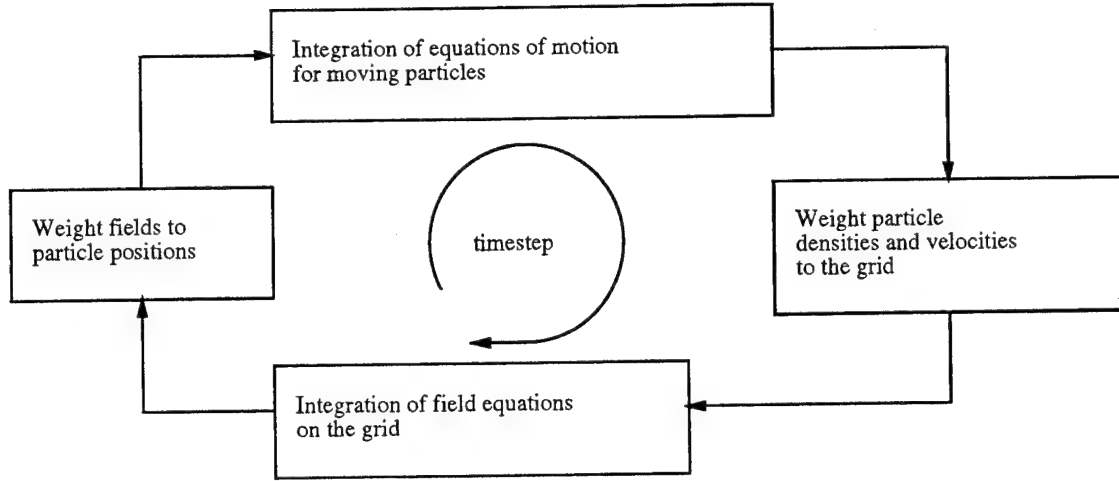 Integration of equations of motion
for moving particles
Weight fields to
particle positions
timestep
Weight particle
densities and velocities
to the grid
Integration of field equations
on the grid